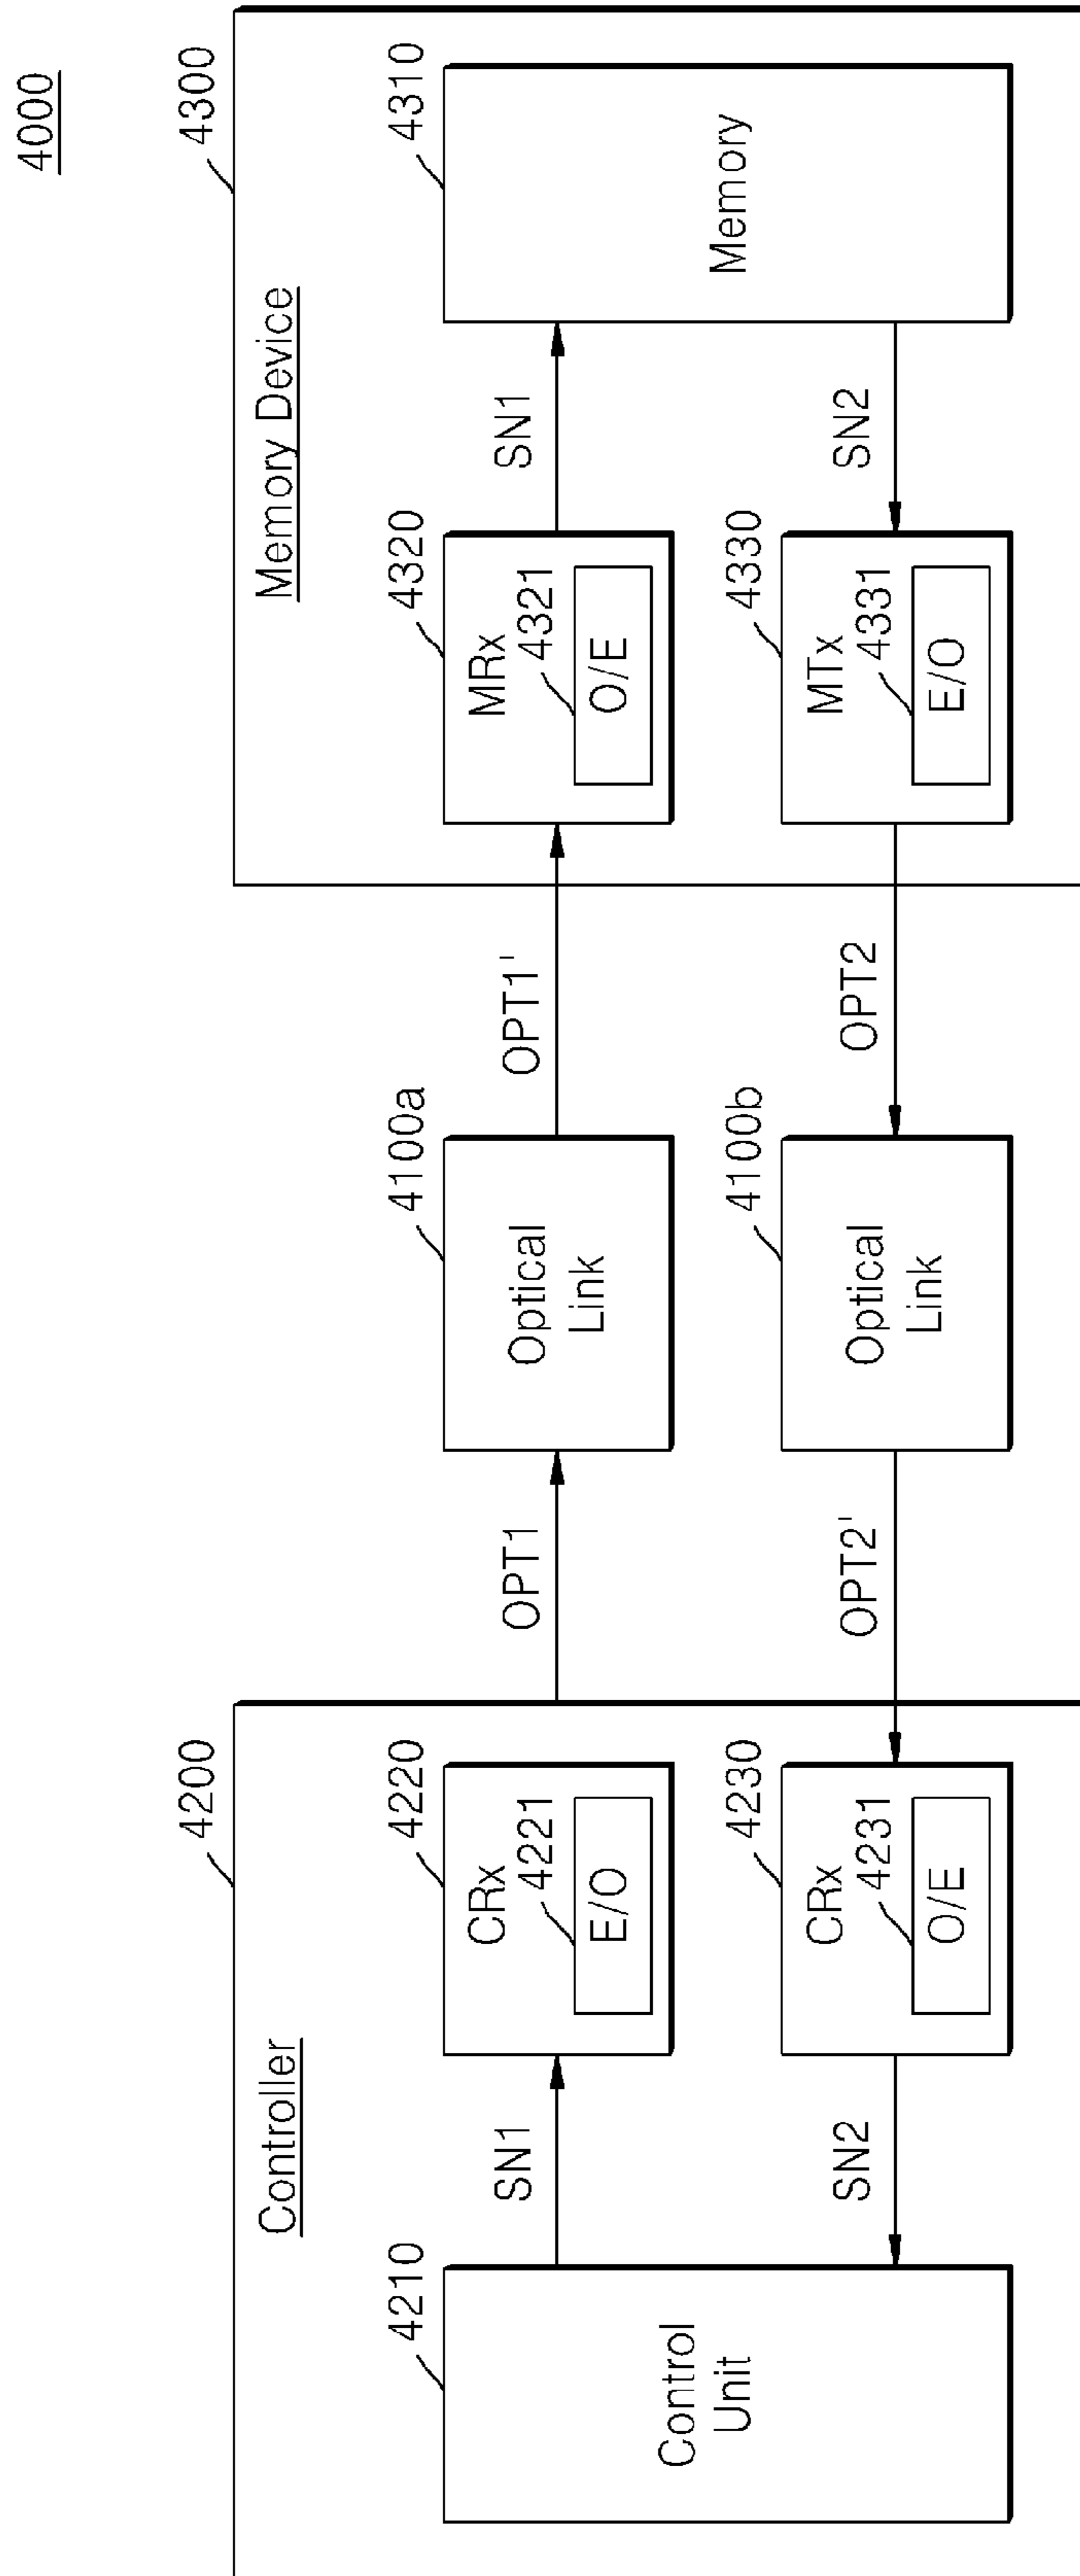 4000
4200
Controller
4210
Control
Unit
SN1
SN2
4220
CRx
4221
E/O
4230
CRx
4231
O/E
OPT1
OPT2'
4100a
Optical
Link
4100b
Optical
Link
OPT1'
OPT2
4300
Memory Device
4320
MRx
4321
O/E
4330
MTx
4331
E/O
SN1
SN2
4310
Memory